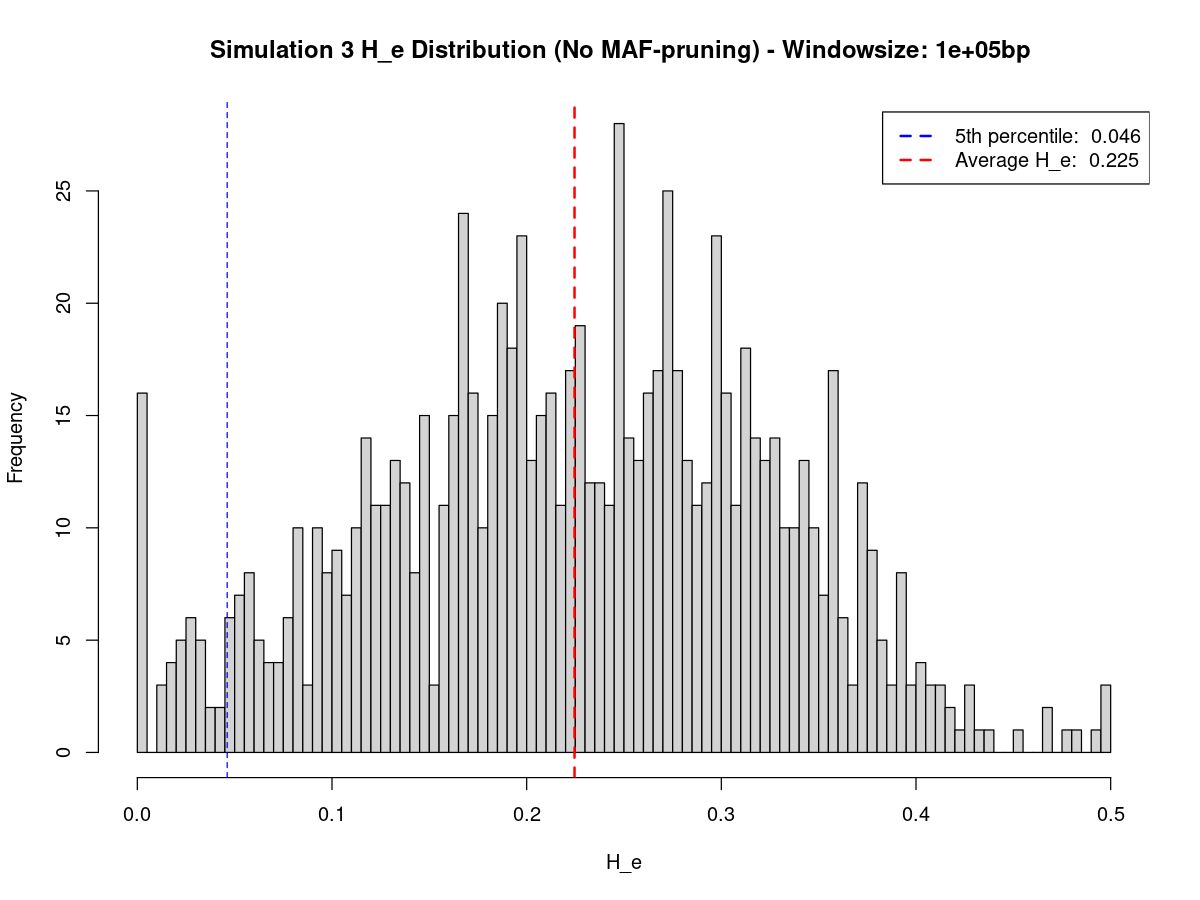 Simulation 3 H_e Distribution (No MAF-pruning) - Windowsize: 1e+05bp
5th percentile:  0.046
Average H_e:  0.225
Frequency
25
20
15
10
5
0
0.0 0.1 0.2 0.3 0.4 0.5
H_e